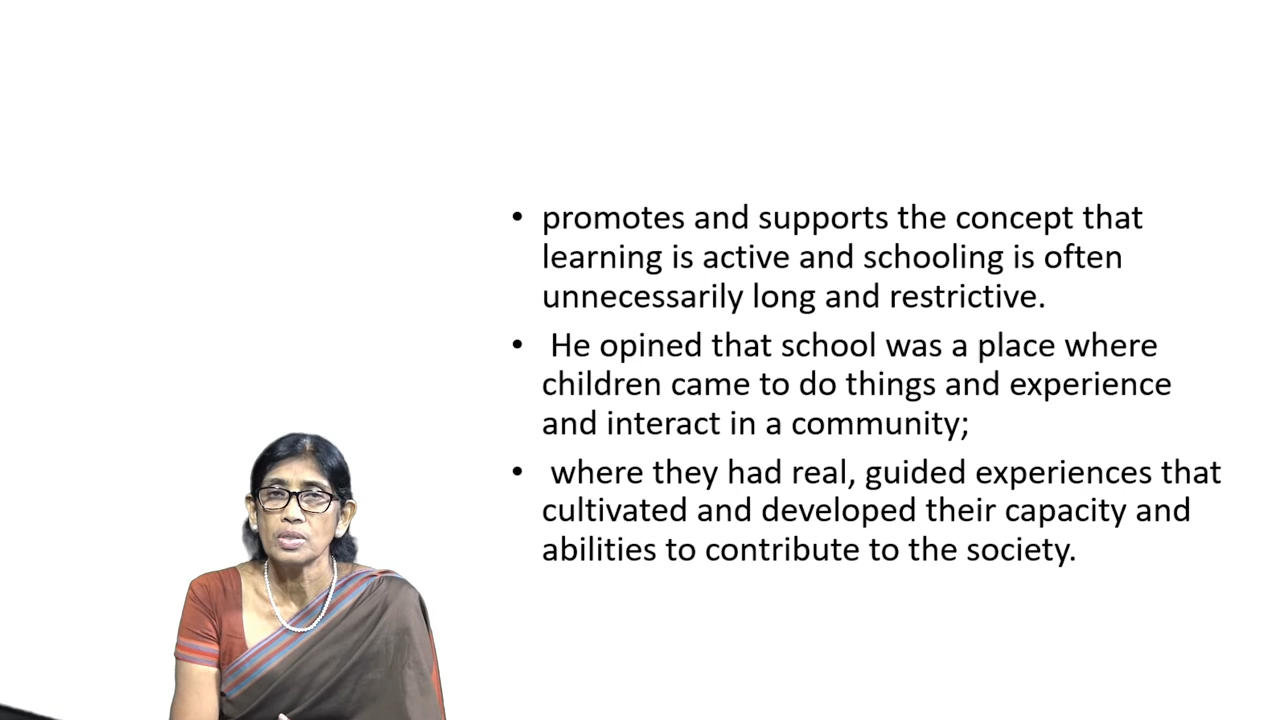 • promotes and supports the concept that
learning is active and schooling is often
unnecessarily long and restrictive.
• He opined that school was a place where
children came to do things and experience
and interact in a community;
• where they had real, guided experiences that
cultivated and developed their capacity and
abilities to contribute to the society.